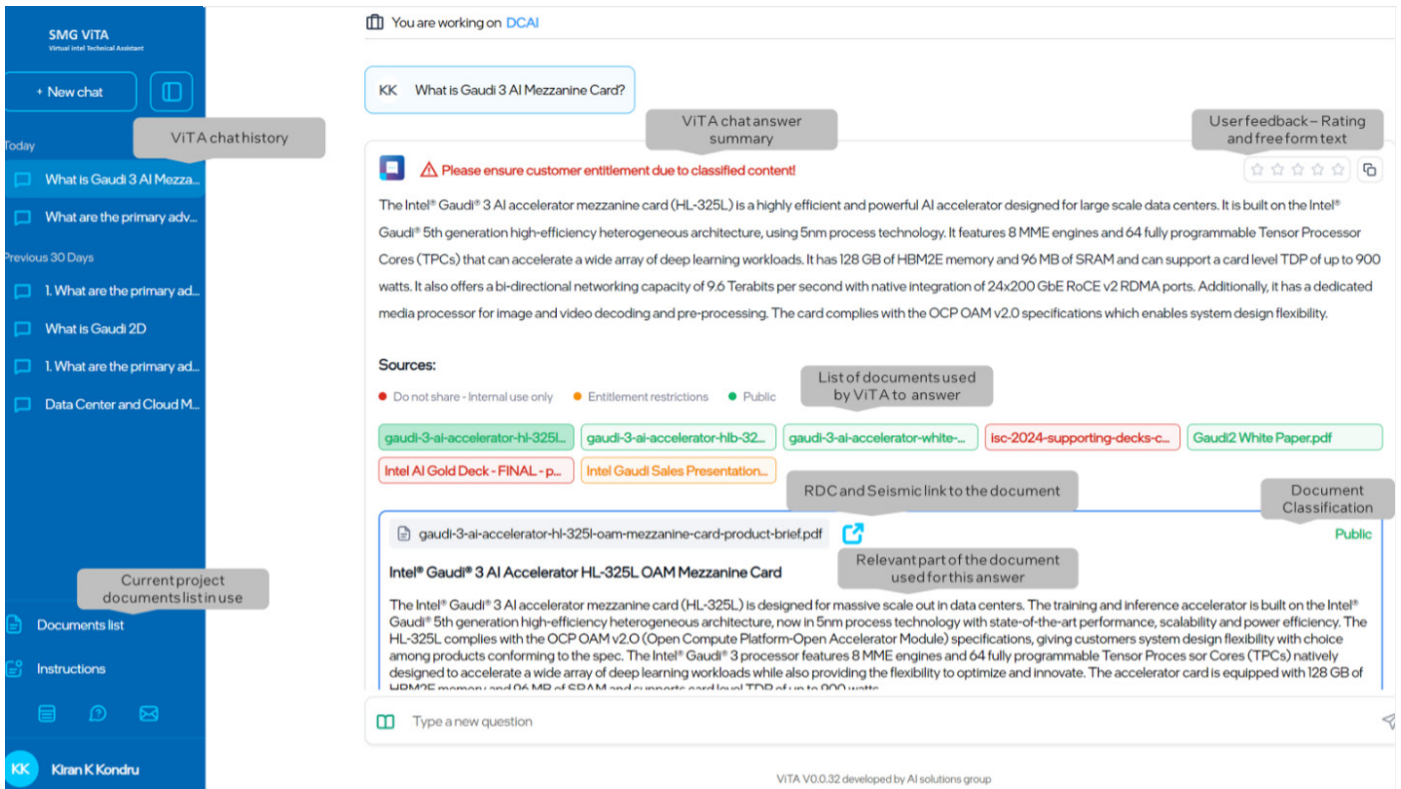 SMG ViTA
Virtual Intel Technical Assistant
+ New chat
ViTA chat history
Today
What is Gaudi 3 AI Mezza...
What are the primary adv...
Previous 30 Days
1. What are the primary ad...
What is Gaudi 2D
1. What are the primary ad...
Data Center and Cloud M...
Current project
documents list in use
Documents list
Instructions
KK
Kiran K Kondru
You are working on DCAI
KK What is Gaudi 3 AI Mezzanine Card?
ViTA chat answer
summary
User feedback – Rating
and free form text
Please ensure customer entitlement due to classified content!
The Intel® Gaudi® 3 AI accelerator mezzanine card (HL-325L) is a highly efficient and powerful AI accelerator designed for large scale data centers. It is built on the Intel®
Gaudi® 5th generation high-efficiency heterogeneous architecture, using 5nm process technology. It features 8 MME engines and 64 fully programmable Tensor Processor
Cores (TPCs) that can accelerate a wide array of deep learning workloads. It has 128 GB of HBM2E memory and 96 MB of SRAM and can support a card level TDP of up to 900
watts. It also offers a bi-directional networking capacity of 9.6 Terabits per second with native integration of 24x200 GbE RoCE v2 RDMA ports. Additionally, it has a dedicated
media processor for image and video decoding and pre-processing. The card complies with the OCP OAM v2.0 specifications which enables system design flexibility.
Sources:
List of documents used
by ViTA to answer
Do not share - Internal use only Entitlement restrictions Public
gaudi-3-ai-accelerator-hl-325l... gaudi-3-ai-accelerator-hlb-32... gaudi-3-ai-accelerator-white-... isc-2024-supporting-decks-c... Gaudi2 White Paper.pdf
Intel AI Gold Deck - FINAL - p... Intel Gaudi Sales Presentation...
RDC and Seismic link to the document
Document
Classification
gaudi-3-ai-accelerator-hl-325l-oam-mezzanine-card-product-brief.pdf
Public
Relevant part of the document
used for this answer
Intel® Gaudi® 3 AI Accelerator HL-325L OAM Mezzanine Card
The Intel® Gaudi® 3 AI accelerator mezzanine card (HL-325L) is designed for massive scale out in data centers. The training and inference accelerator is built on the Intel®
Gaudi® 5th generation high-efficiency heterogeneous architecture, now in 5nm process technology with state-of-the-art performance, scalability and power efficiency. The
HL-325L complies with the OCP OAM v2.0 (Open Compute Platform-Open Accelerator Module) specifications, giving customers system design flexibility with choice
among products conforming to the spec. The Intel® Gaudi® 3 processor features 8 MME engines and 64 fully programmable Tensor Proces sor Cores (TPCs) natively
designed to accelerate a wide array of deep learning workloads while also providing the flexibility to optimize and innovate. The accelerator card is equipped with 128 GB of
HBM2E memory and 96 MB of SRAM and supports card level TDP of up to 900 watts.
Type a new question
ViTA V0.0.32 developed by AI solutions group